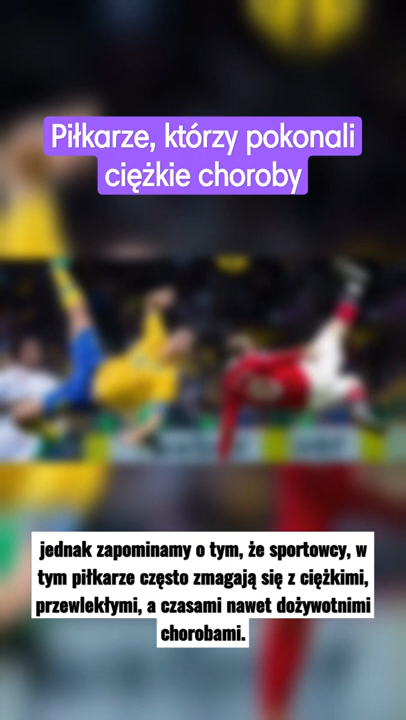 Piłkarze, którzy pokonali
ciężkie choroby
jednak zapominamy o tym, że sportowcy, w
tym piłkarze często zmagają się z ciężkimi,
przewlekłymi, a czasami nawet dożywotnimi
chorobami.